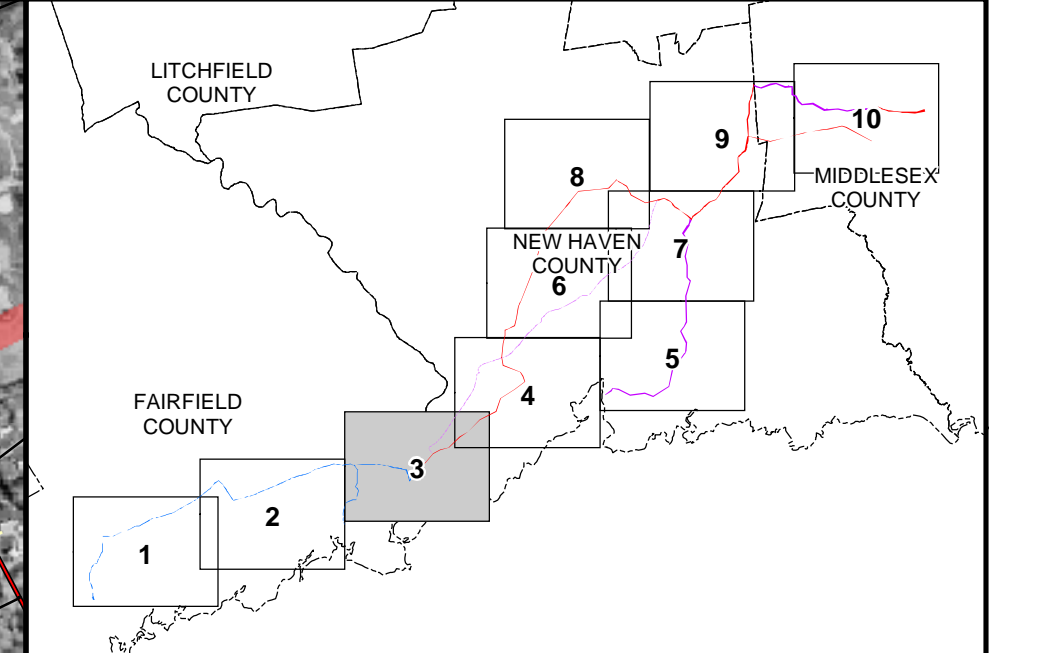 LITCHFIELD
COUNTY
10
9
8
MIDDLESEX
COUNTY
NEW HAVEN
COUNTY
7
6
5
4
FAIRFIELD
COUNTY
3
2
1